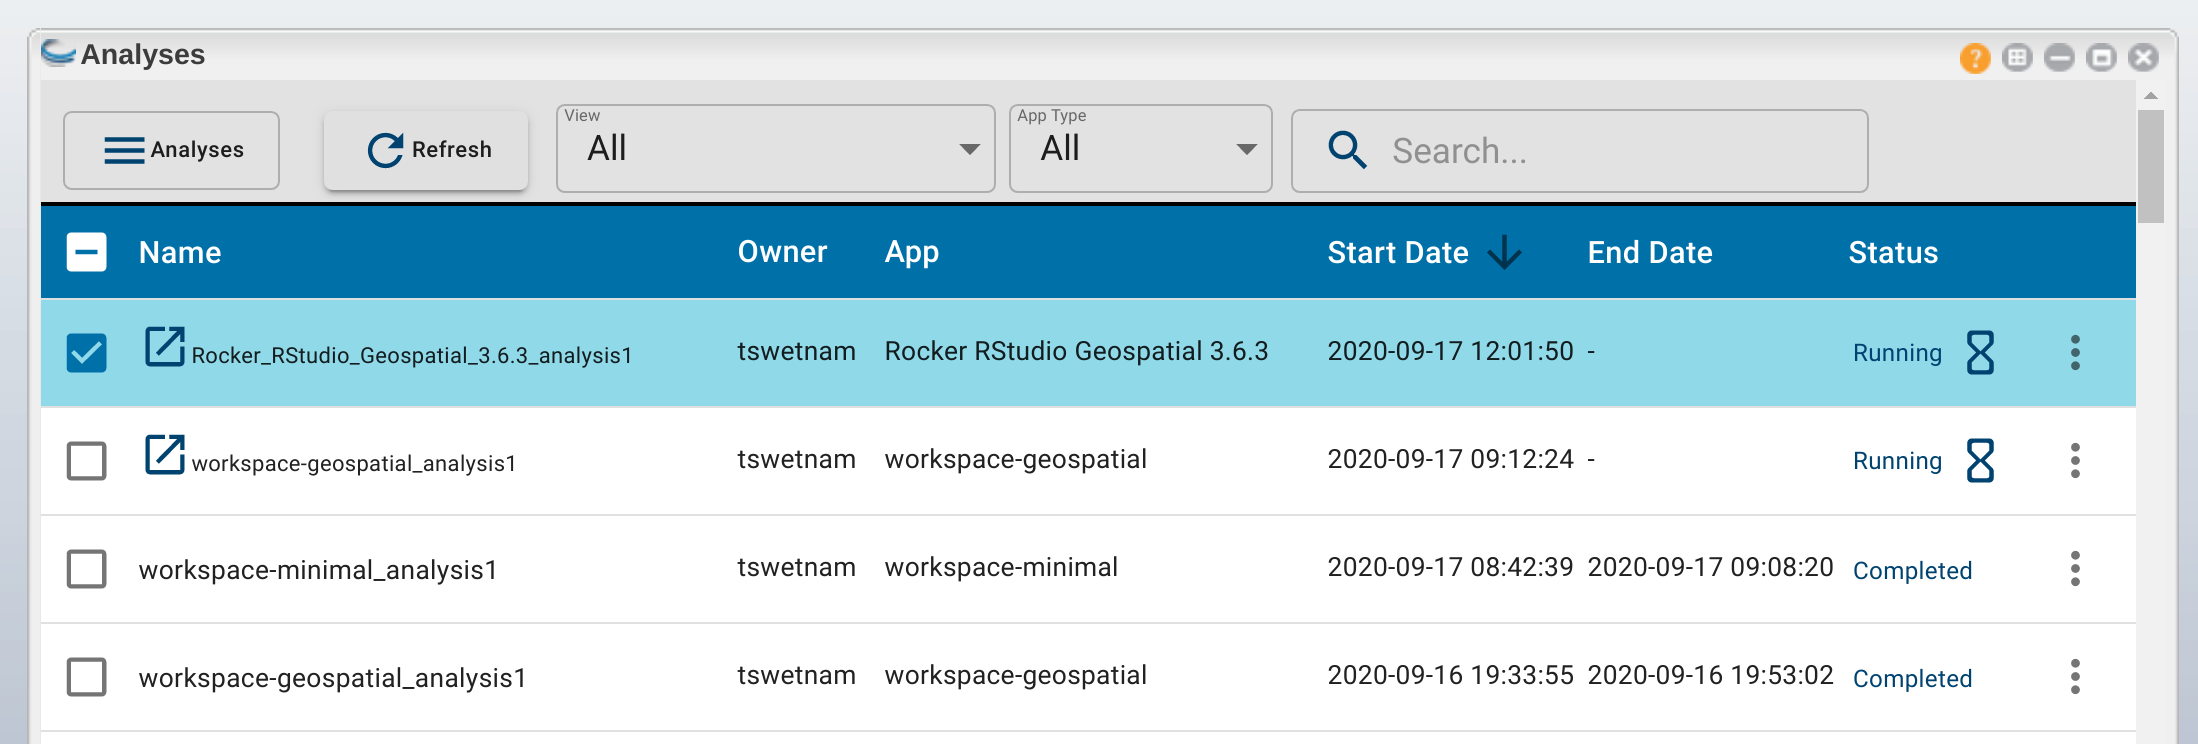 Analyses
Analyses Refresh View All App Type All Search...
Name Owner App Start Date End Date Status
Rocker_RStudio_Geospatial_3.6.3_analysis1 tswetnam Rocker RStudio Geospatial 3.6.3 2020-09-17 12:01:50 - Running
workspace-geospatial_analysis1 tswetnam workspace-geospatial 2020-09-17 09:12:24 - Running
workspace-minimal_analysis1 tswetnam workspace-minimal 2020-09-17 08:42:39 2020-09-17 09:08:20 Completed
workspace-geospatial_analysis1 tswetnam workspace-geospatial 2020-09-16 19:33:55 2020-09-16 19:53:02 Completed